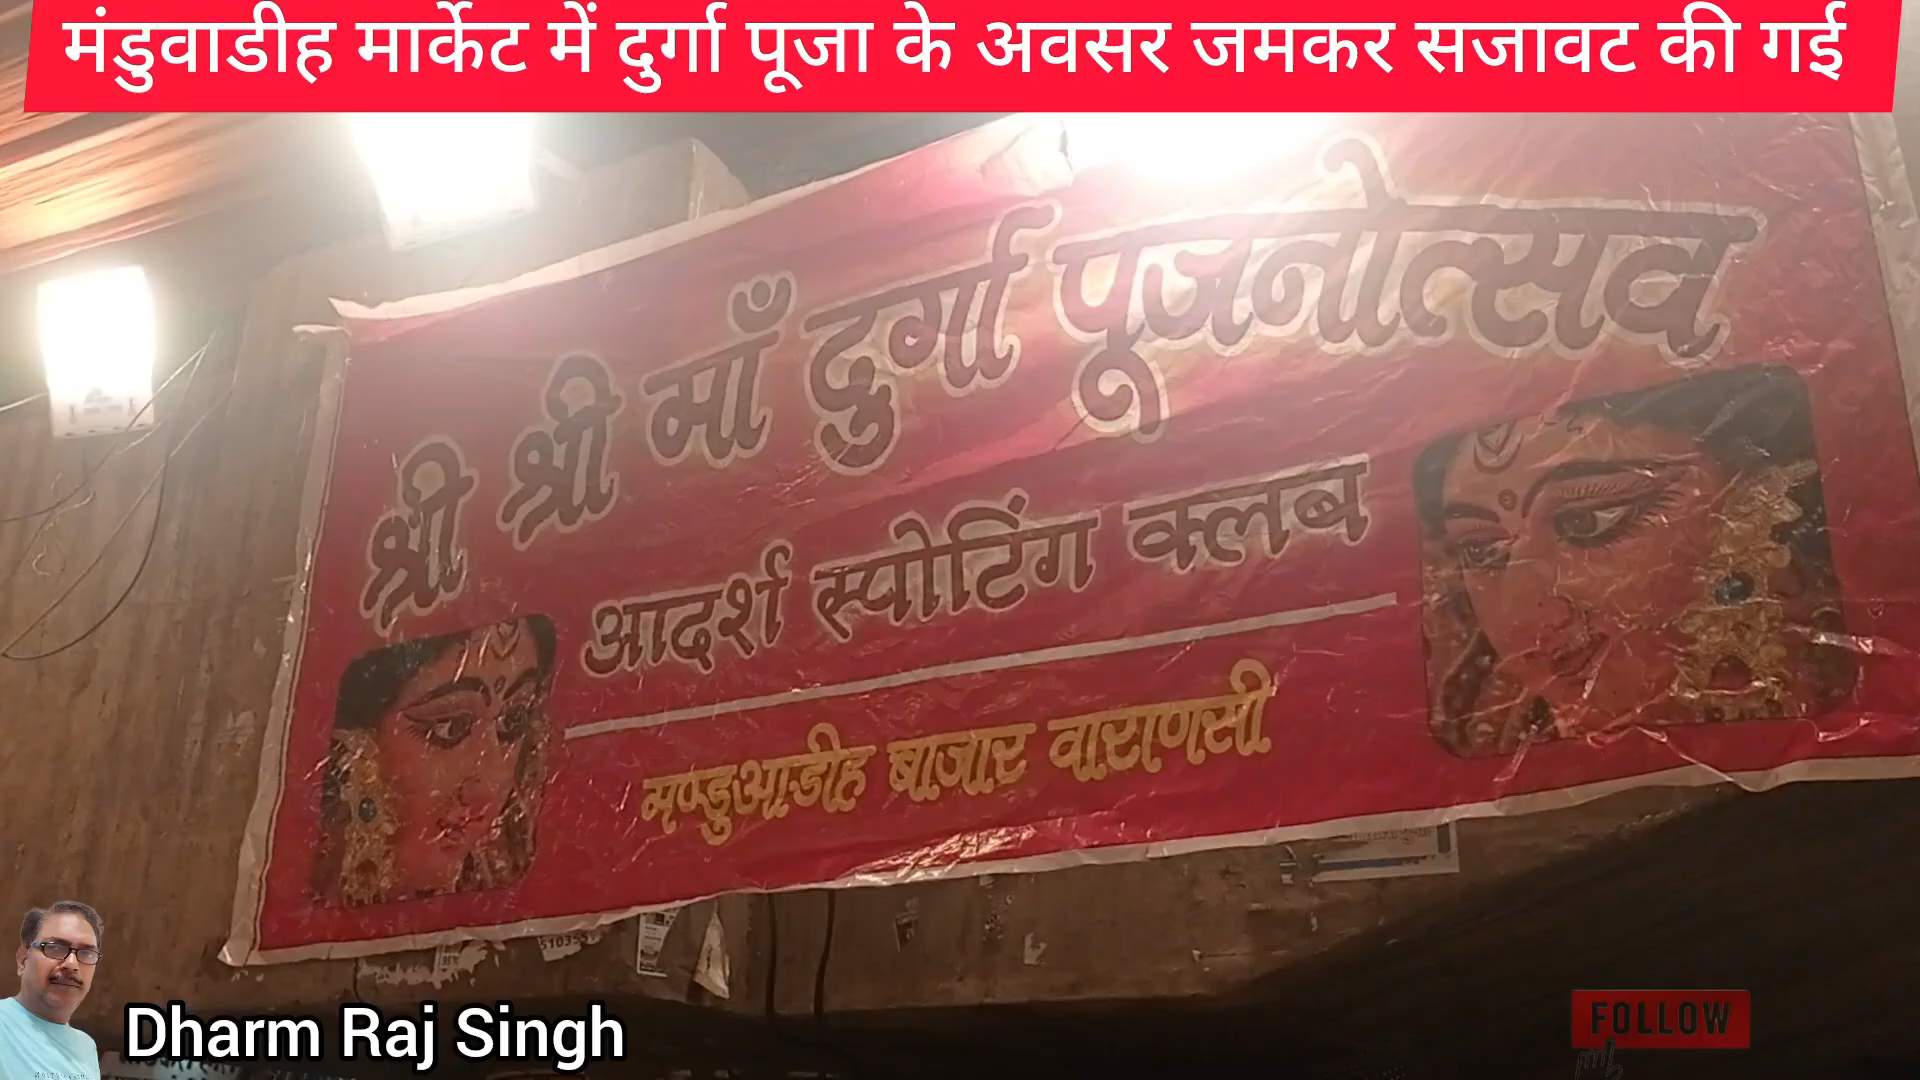 मंडुवाडीह मार्केट में दुर्गा पूजा के अवसर जमकर सजावट की गई
श्री श्री माँ दुर्गा पूजनोत्सव
आदर्श स्पोटिंग क्लब
मण्डुआडीह बाजार वाराणसी
Dharm Raj Singh
FOLLOW